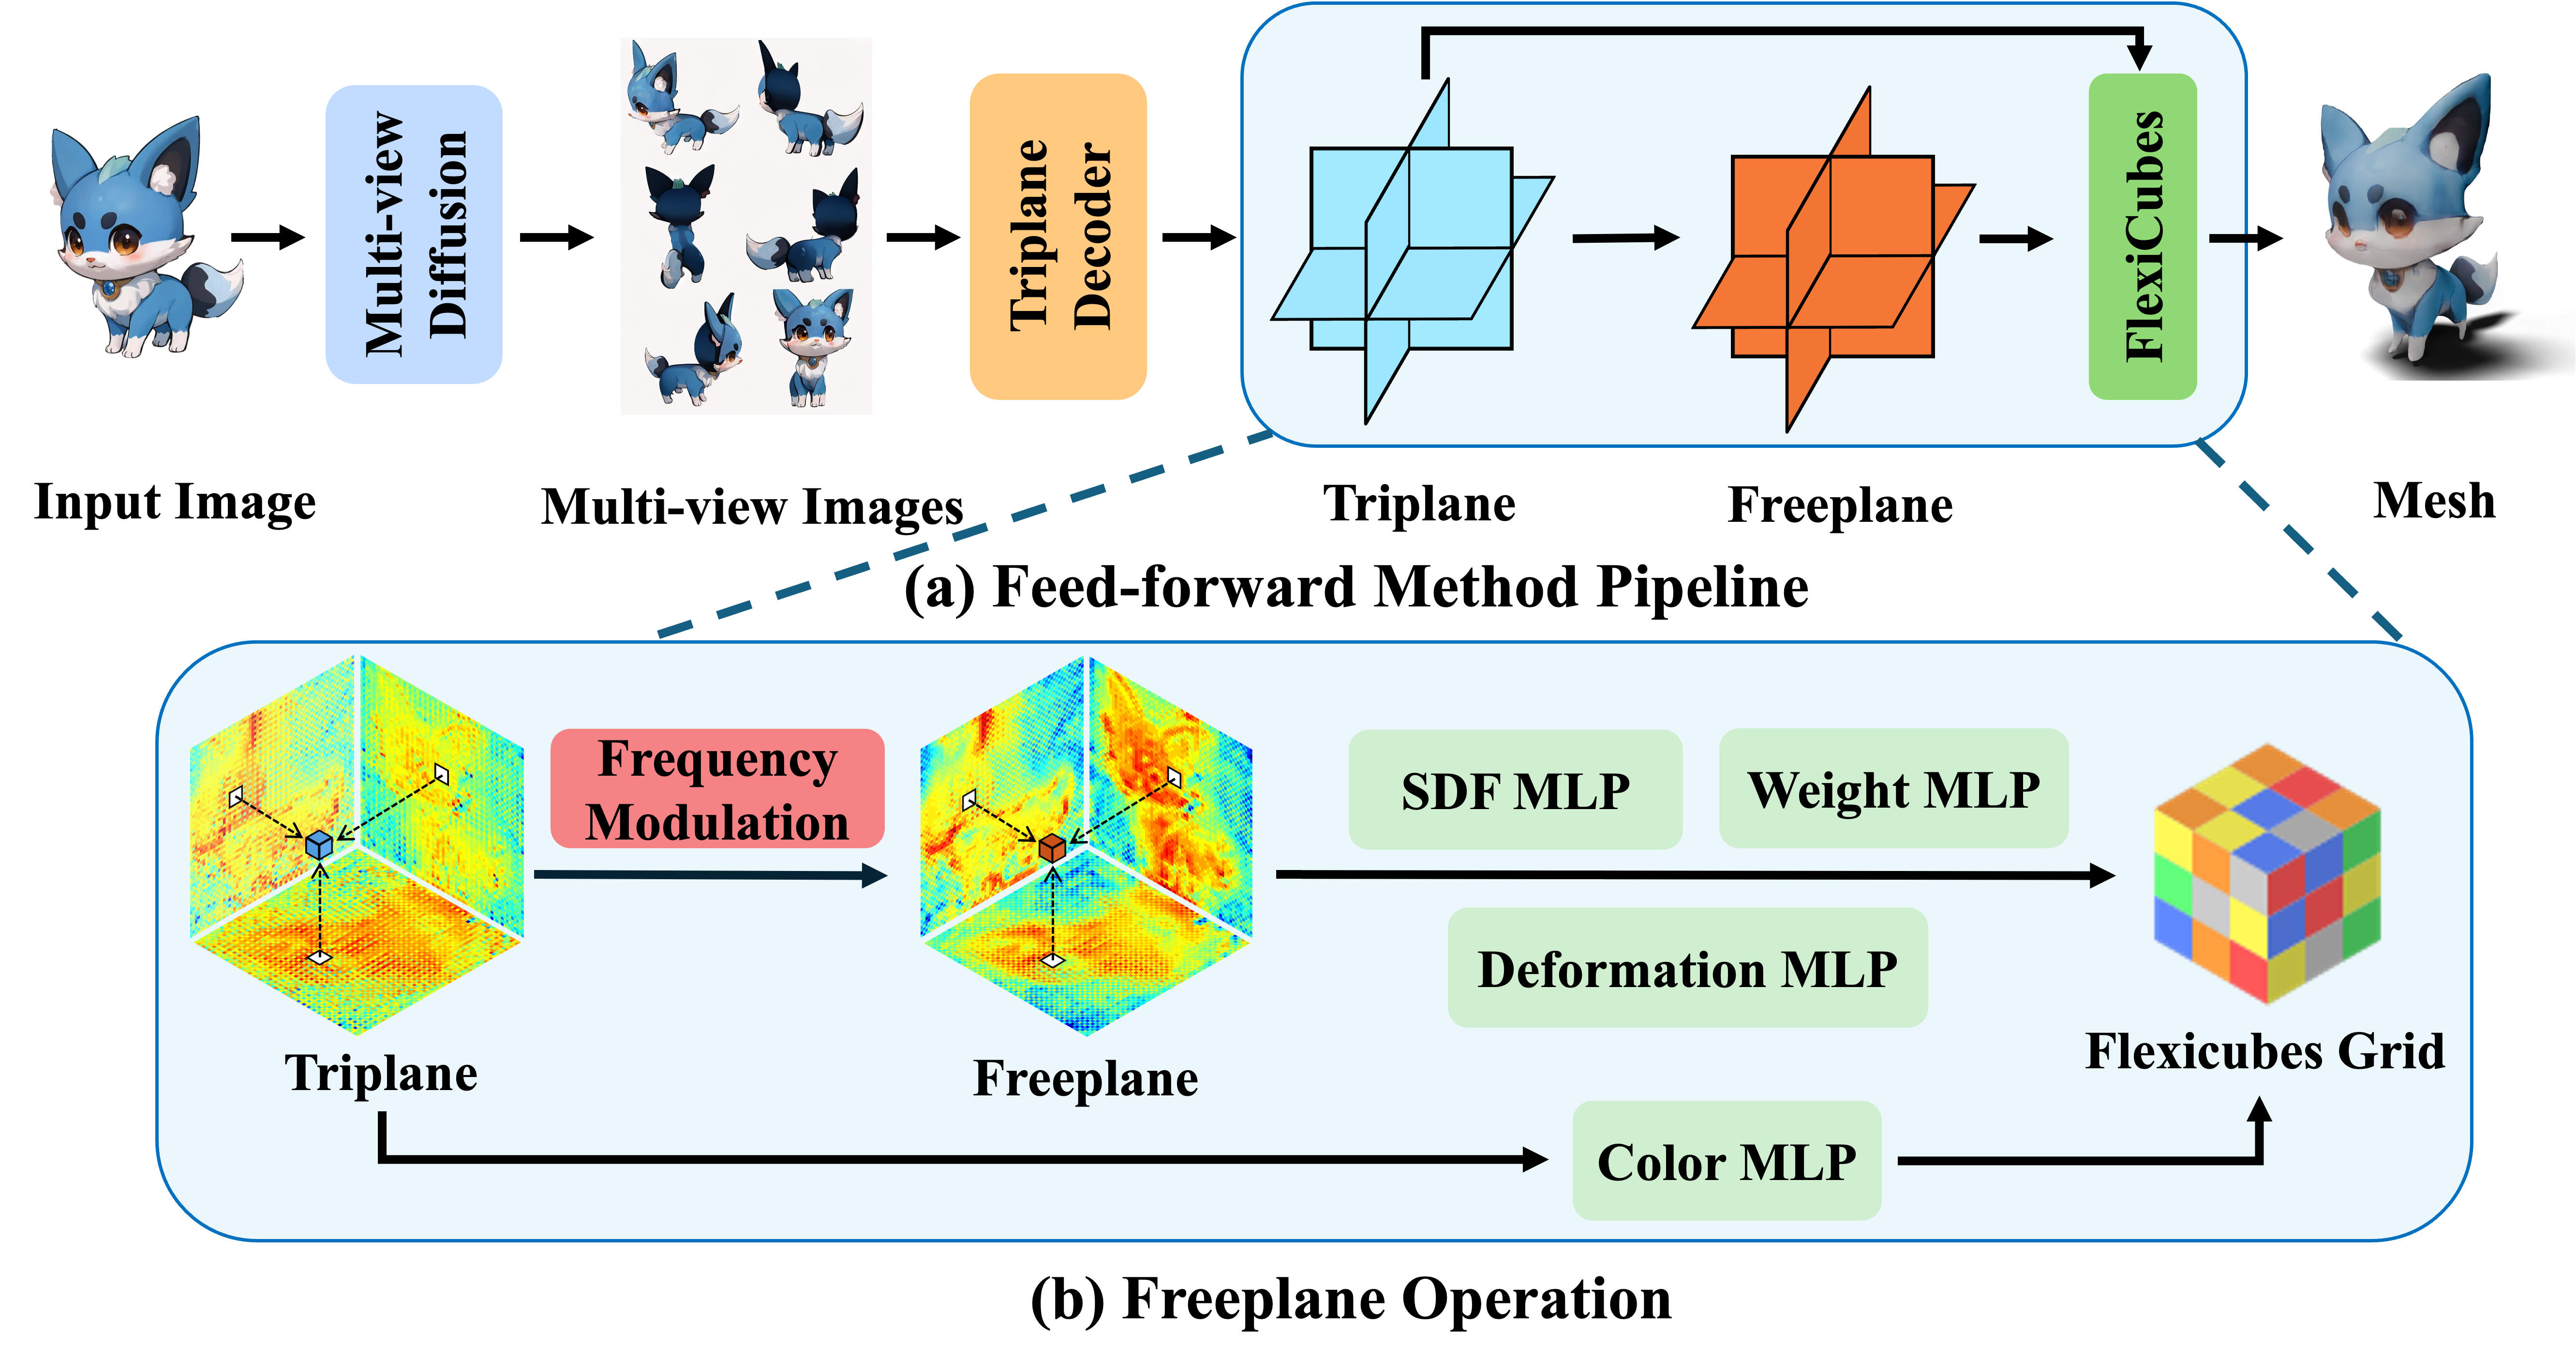 Multi-view
Diffusion
Triplane
Decoder
FlexiCubes
Input Image
Multi-view Images
Triplane
Freeplane
Mesh
(a) Feed-forward Method Pipeline
Frequency
Modulation
SDF MLP
Weight MLP
Deformation MLP
Triplane
Freeplane
Flexicubes Grid
Color MLP
(b) Freeplane Operation